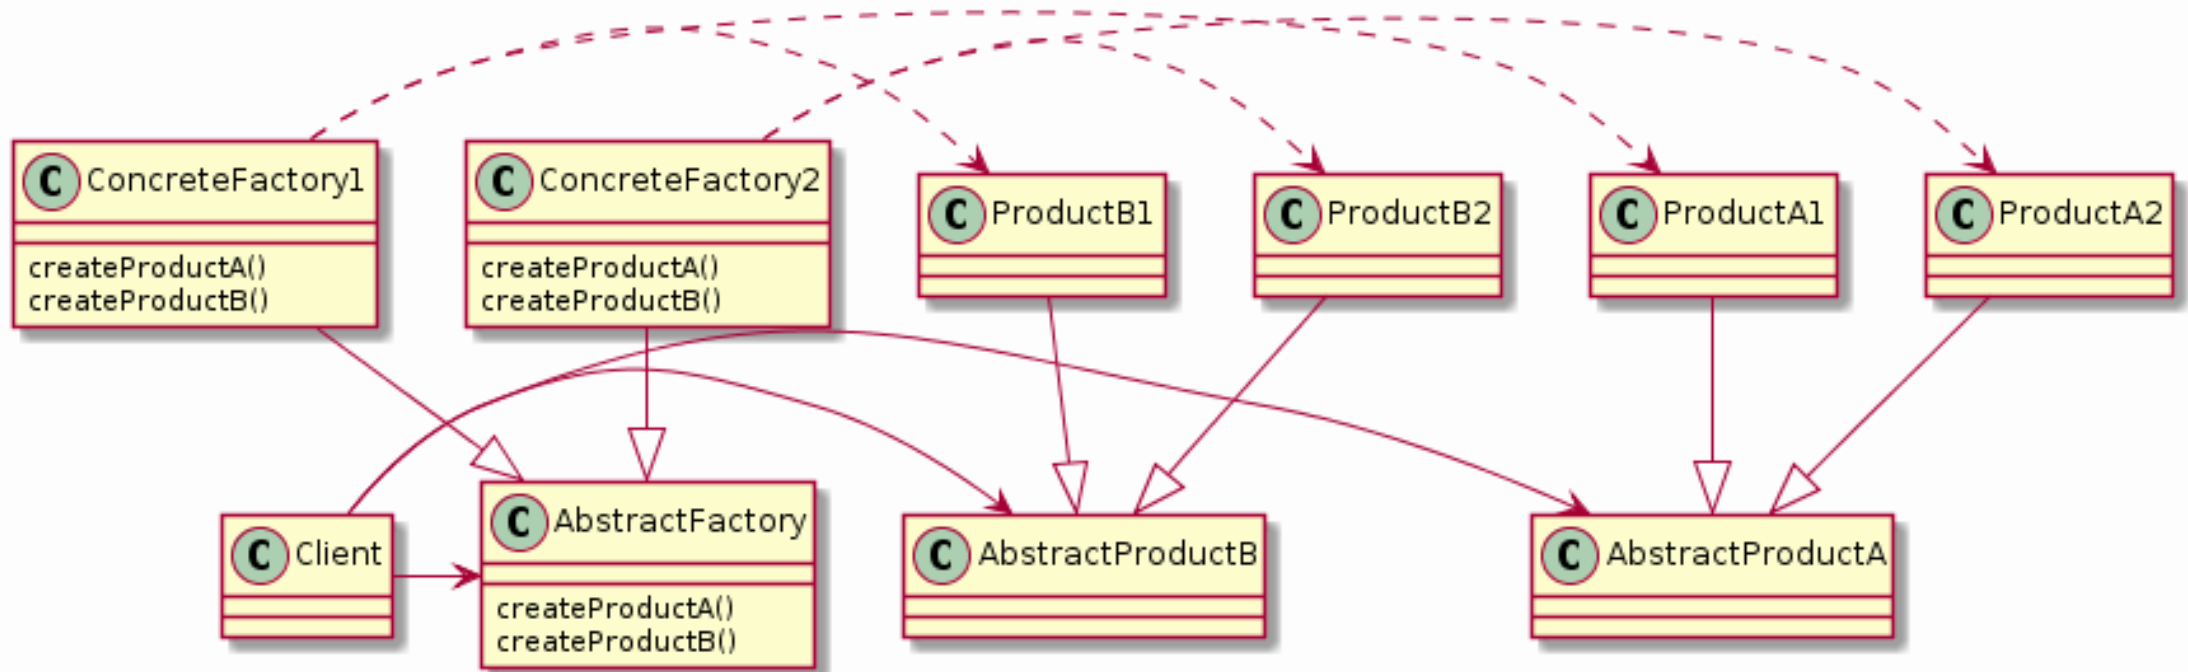 C ConcreteFactory1
createProductA()
createProductB()
C ConcreteFactory2
createProductA()
createProductB()
C ProductB1
C ProductB2
C ProductA1
C ProductA2
C Client
C AbstractFactory
createProductA()
createProductB()
C AbstractProductB
C AbstractProductA